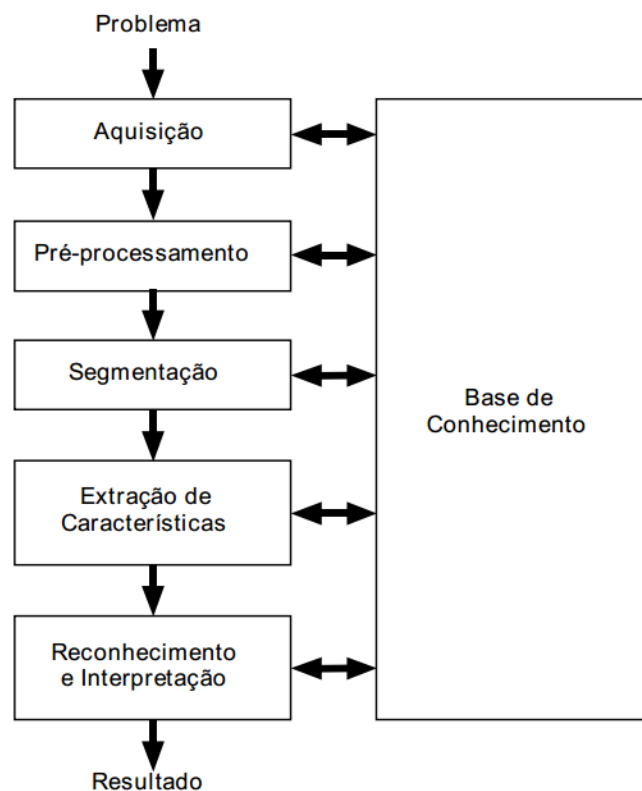 Problema
Aquisição
Pré-processamento
Segmentação
Extração de
Características
Reconhecimento
e Interpretação
Resultado
Base de
Conhecimento